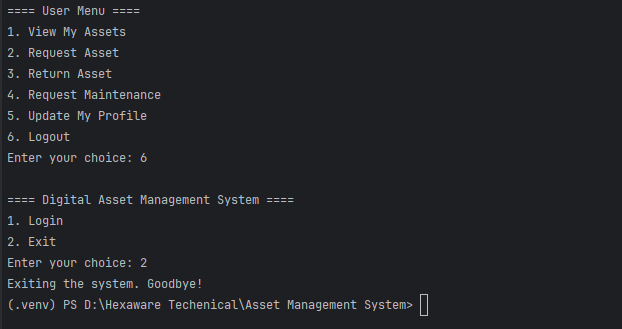 ==== User Menu ====
1. View My Assets
2. Request Asset
3. Return Asset
4. Request Maintenance
5. Update My Profile
6. Logout
Enter your choice: 6
==== Digital Asset Management System ====
1. Login
2. Exit
Enter your choice: 2
Exiting the system. Goodbye!
(.venv) PS D:\Hexaware Techenical\Asset Management System>